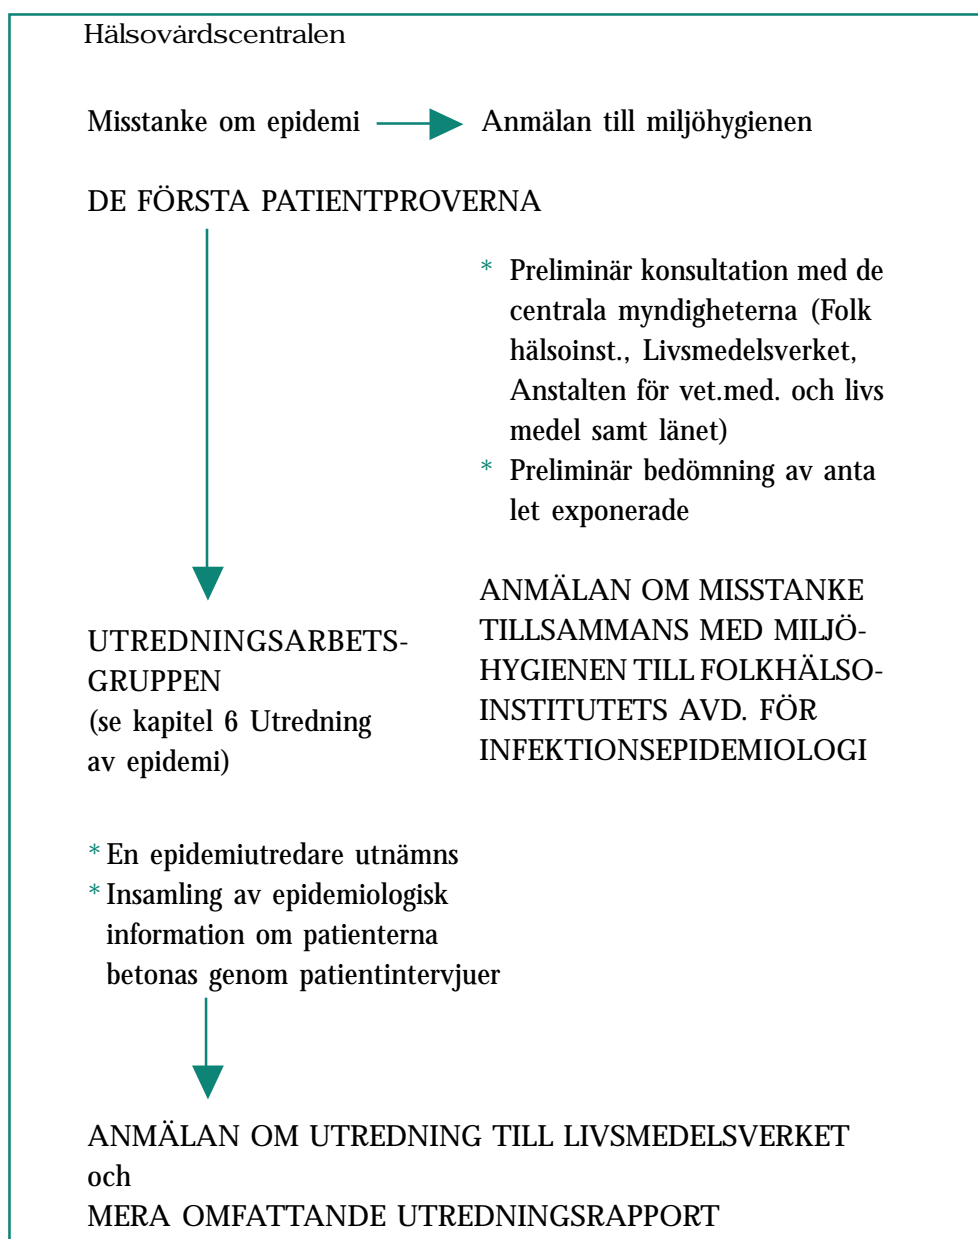 Hälsovårdscentralen
Misstanke om epidemi
Anmälan till miljöhygienen
DE FÖRSTA PATIENTPROVERNA
* Preliminär konsultation med de
centrala myndigheterna (Folk
hälsoinst., Livsmedelsverket,
Anstalten för vet.med. och livs
medel samt länet)
* Preliminär bedömning av anta
let exponerade
ANMÄLAN OM MISSTANKE
TILLSAMMANS MED MILJÖ-
HYGIENEN TILL FOLKHÄLSO-
INSTITUTETS AVD. FÖR
INFEKTIONSEPIDEMIOLOGI
UTREDNINGSARBETS-
GRUPPEN
(se kapitel 6 Utredning
av epidemi)
* En epidemiutredare utnämns
* Insamling av epidemiologisk
information om patienterna
betonas genom patientintervjuer
ANMÄLAN OM UTREDNING TILL LIVSMEDELSVERKET
och
MERA OMFATTANDE UTREDNINGSRAPPORT